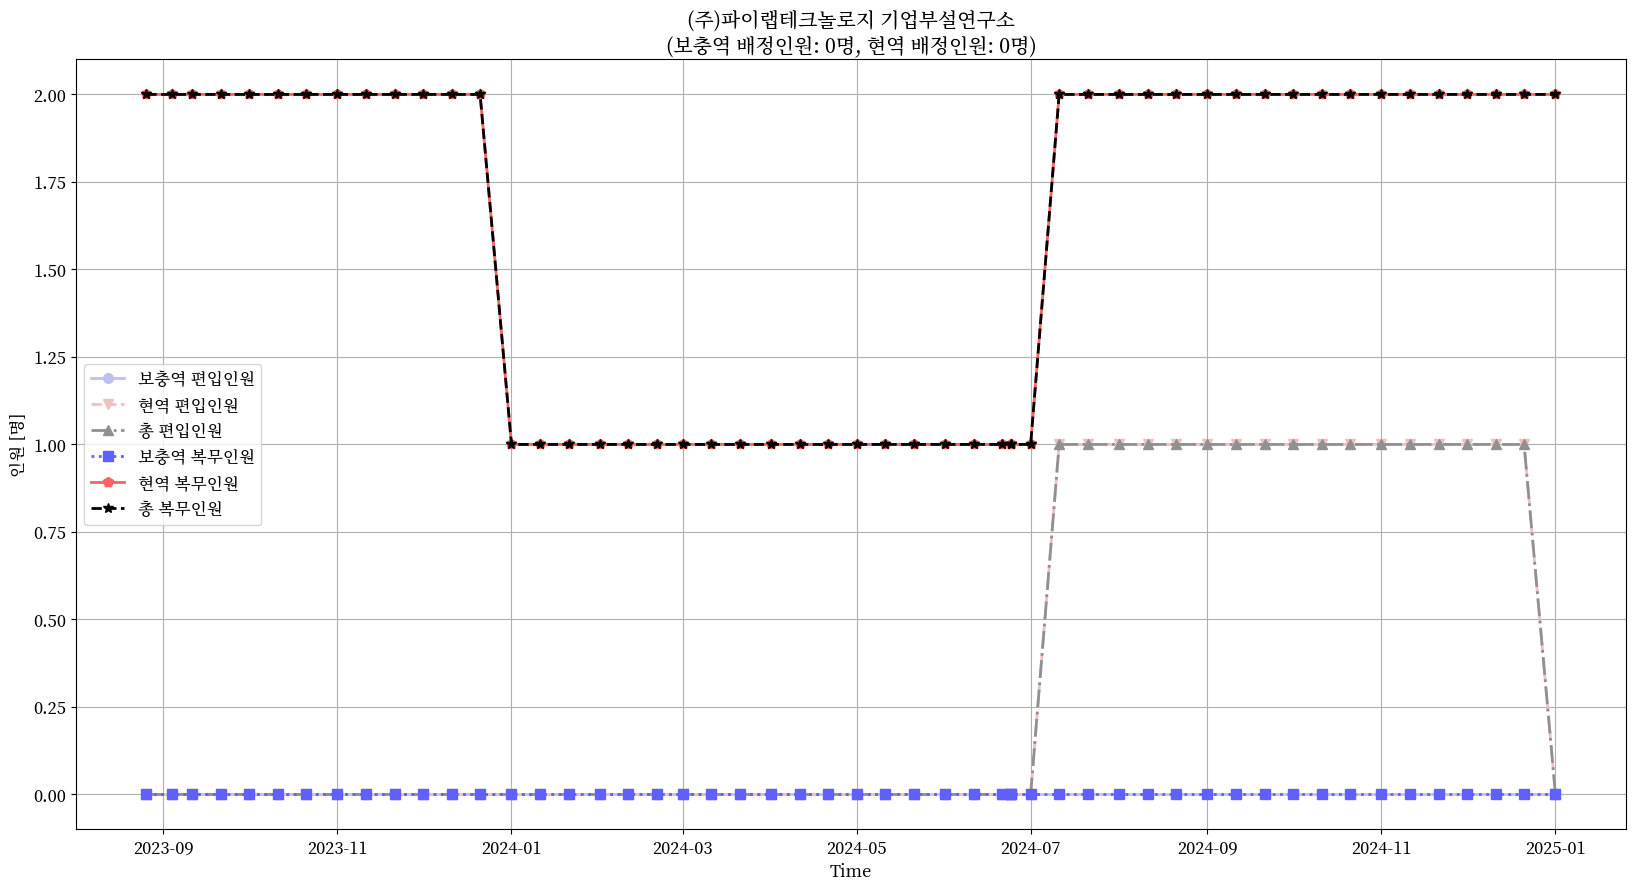 (주)파이랩테크놀로지 기업부설연구소
(보충역 배정인원: 0명, 현역 배정인원: 0명)
인원 [명]
2.00
1.75
1.50
1.25
1.00
0.75
0.50
0.25
0.00
보충역 편입인원
현역 편입인원
총 편입인원
보충역 복무인원
현역 복무인원
총 복무인원
2023-09 2023-11 2024-01 2024-03 2024-05 2024-07 2024-09 2024-11 2025-01
Time